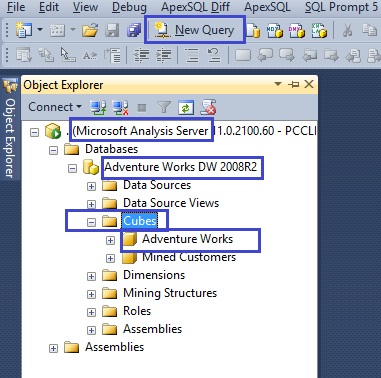 View Debug ApexSQL Diff ApexSQL SQL Prompt 5
New Query
Object Explorer
Object Explorer
Connect
(Microsoft Analysis Server 11.0.2100.60 - PCCLI
Databases
Adventure Works DW 2008R2
Data Sources
Data Source Views
Cubes
Adventure Works
Mined Customers
Dimensions
Mining Structures
Roles
Assemblies
Assemblies